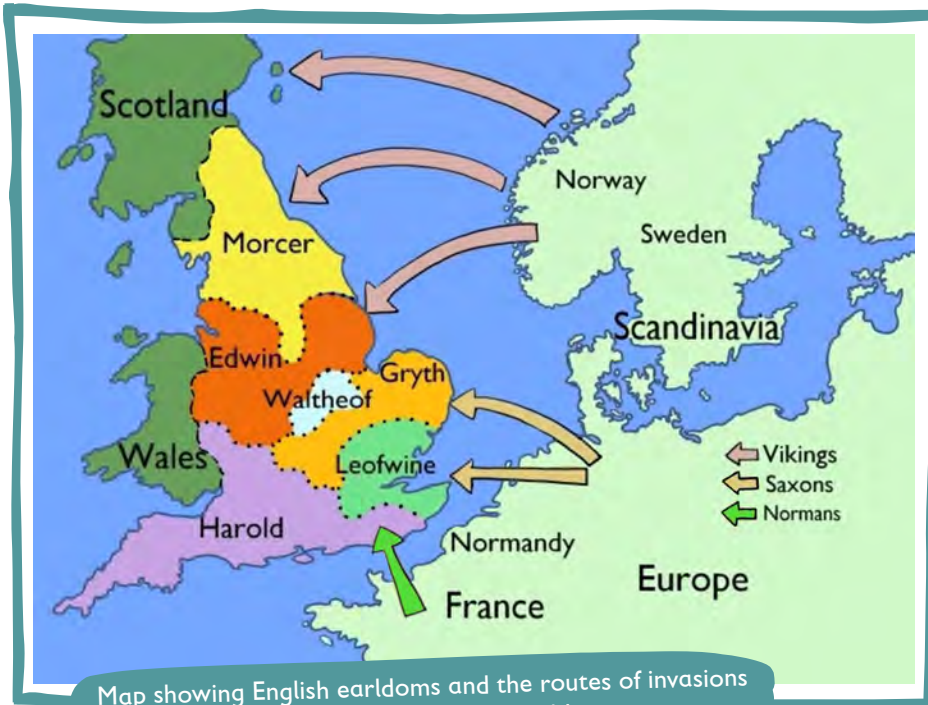 Scotland
Norway
Morcer
Sweden
Scandinavia
Edwin
Gryth
Waltheof
Wales
Leofwine
Vikings
Saxons
Normans
Harold
Normandy
Europe
France
Map showing English earldoms and the routes of invasions